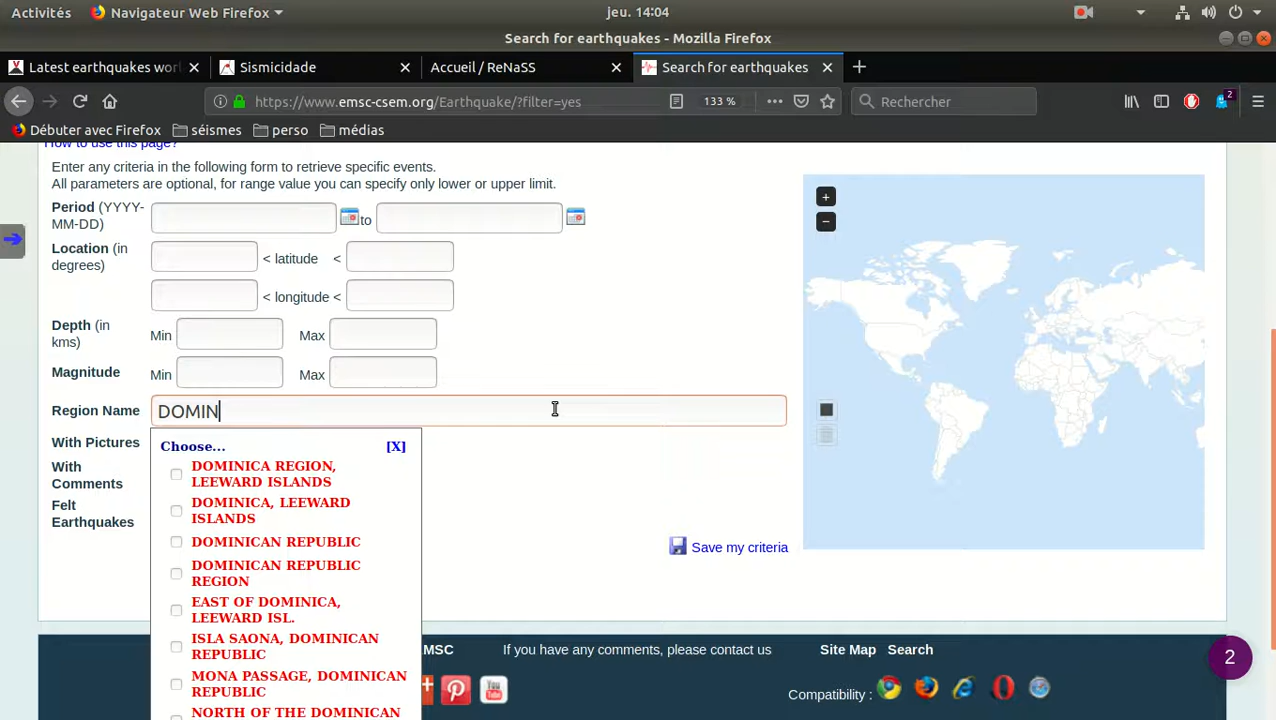 Activités Navigateur Web Firefox jeu. 14:04
Search for earthquakes - Mozilla Firefox
Latest earthquakes wor Sismicidade Accueil / ReNaSS Search for earthquakes
https://www.emsc-csem.org/Earthquake/?filter=yes 133 % Rechercher 2
Débuter avec Firefox séismes perso médias
How to use this page?
Enter any criteria in the following form to retrieve specific events.
All parameters are optional, for range value you can specify only lower or upper limit.
Period (YYYY-
MM-DD) to
Location (in
degrees) < latitude <
< longitude <
Depth (in
kms) Min Max
Magnitude Min Max
Region Name DOMIN
With Pictures
With
Comments
Felt
Earthquakes
Choose... [X]
DOMINICA REGION,
LEEWARD ISLANDS
DOMINICA, LEEWARD
ISLANDS
DOMINICAN REPUBLIC
DOMINICAN REPUBLIC
REGION
EAST OF DOMINICA,
LEEWARD ISL.
ISLA SAONA, DOMINICAN
REPUBLIC
MONA PASSAGE, DOMINICAN
REPUBLIC
NORTH OF THE DOMINICAN
+
−
Save my criteria
MSC If you have any comments, please contact us Site Map Search
Compatibility :
2